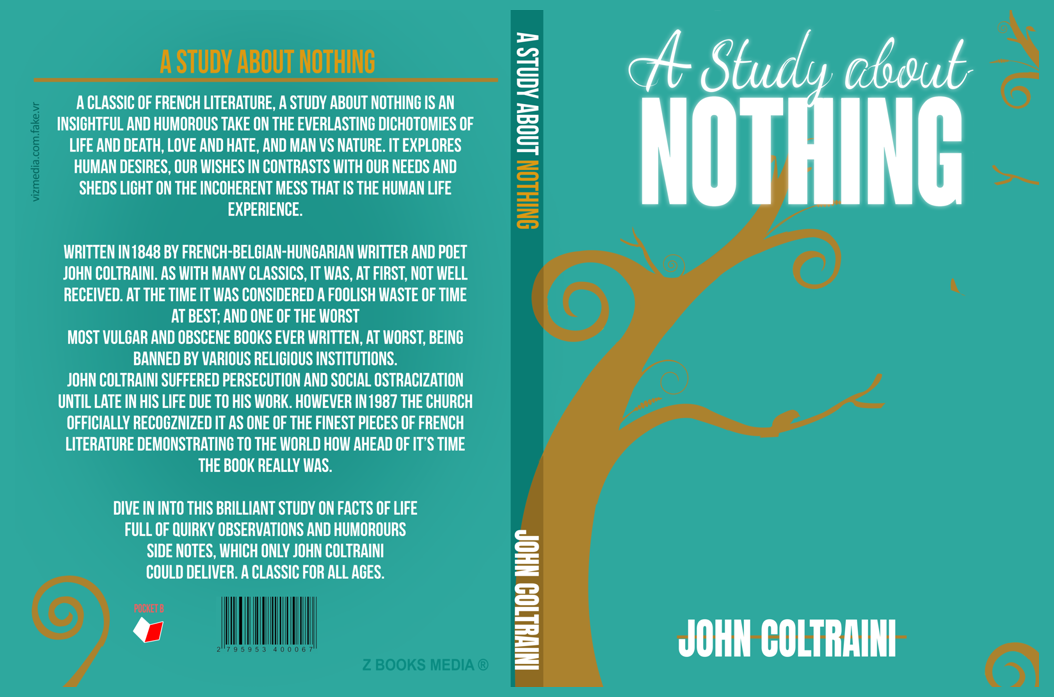 A STUDY ABOUT NOTHING
A CLASSIC OF FRENCH LITERATURE, A STUDY ABOUT NOTHING IS AN
INSIGHTFUL AND HUMOROUS TAKE ON THE EVERLASTING DICHOTOMIES OF
LIFE AND DEATH, LOVE AND HATE, AND MAN VS NATURE. IT EXPLORES
HUMAN DESIRES, OUR WISHES IN CONTRASTS WITH OUR NEEDS AND
SHEDS LIGHT ON THE INCOHERENT MESS THAT IS THE HUMAN LIFE
EXPERIENCE.
WRITTEN IN1848 BY FRENCH-BELGIAN-HUNGARIAN WRITTER AND POET
JOHN COLTRAINI. AS WITH MANY CLASSICS, IT WAS, AT FIRST, NOT WELL
RECEIVED. AT THE TIME IT WAS CONSIDERED A FOOLISH WASTE OF TIME
AT BEST; AND ONE OF THE WORST
MOST VULGAR AND OBSCENE BOOKS EVER WRITTEN, AT WORST, BEING
BANNED BY VARIOUS RELIGIOUS INSTITUTIONS.
JOHN COLTRAINI SUFFERED PERSECUTION AND SOCIAL OSTRACIZATION
UNTIL LATE IN HIS LIFE DUE TO HIS WORK. HOWEVER IN1987 THE CHURCH
OFFICIALLY RECOGZNIZED IT AS ONE OF THE FINEST PIECES OF FRENCH
LITERATURE DEMONSTRATING TO THE WORLD HOW AHEAD OF IT'S TIME
THE BOOK REALLY WAS.
DIVE IN INTO THIS BRILLIANT STUDY ON FACTS OF LIFE
FULL OF QUIRKY OBSERVATIONS AND HUMOROURS
SIDE NOTES, WHICH ONLY JOHN COLTRAINI
COULD DELIVER. A CLASSIC FOR ALL AGES.
vizmedia.com.fake.vr
POCKET B
2 795953 400067
Z BOOKS MEDIA ®
A STUDY ABOUT NOTHING
JOHN COLTRAINI
A Study about
NOTHING
JOHN COLTRAINI